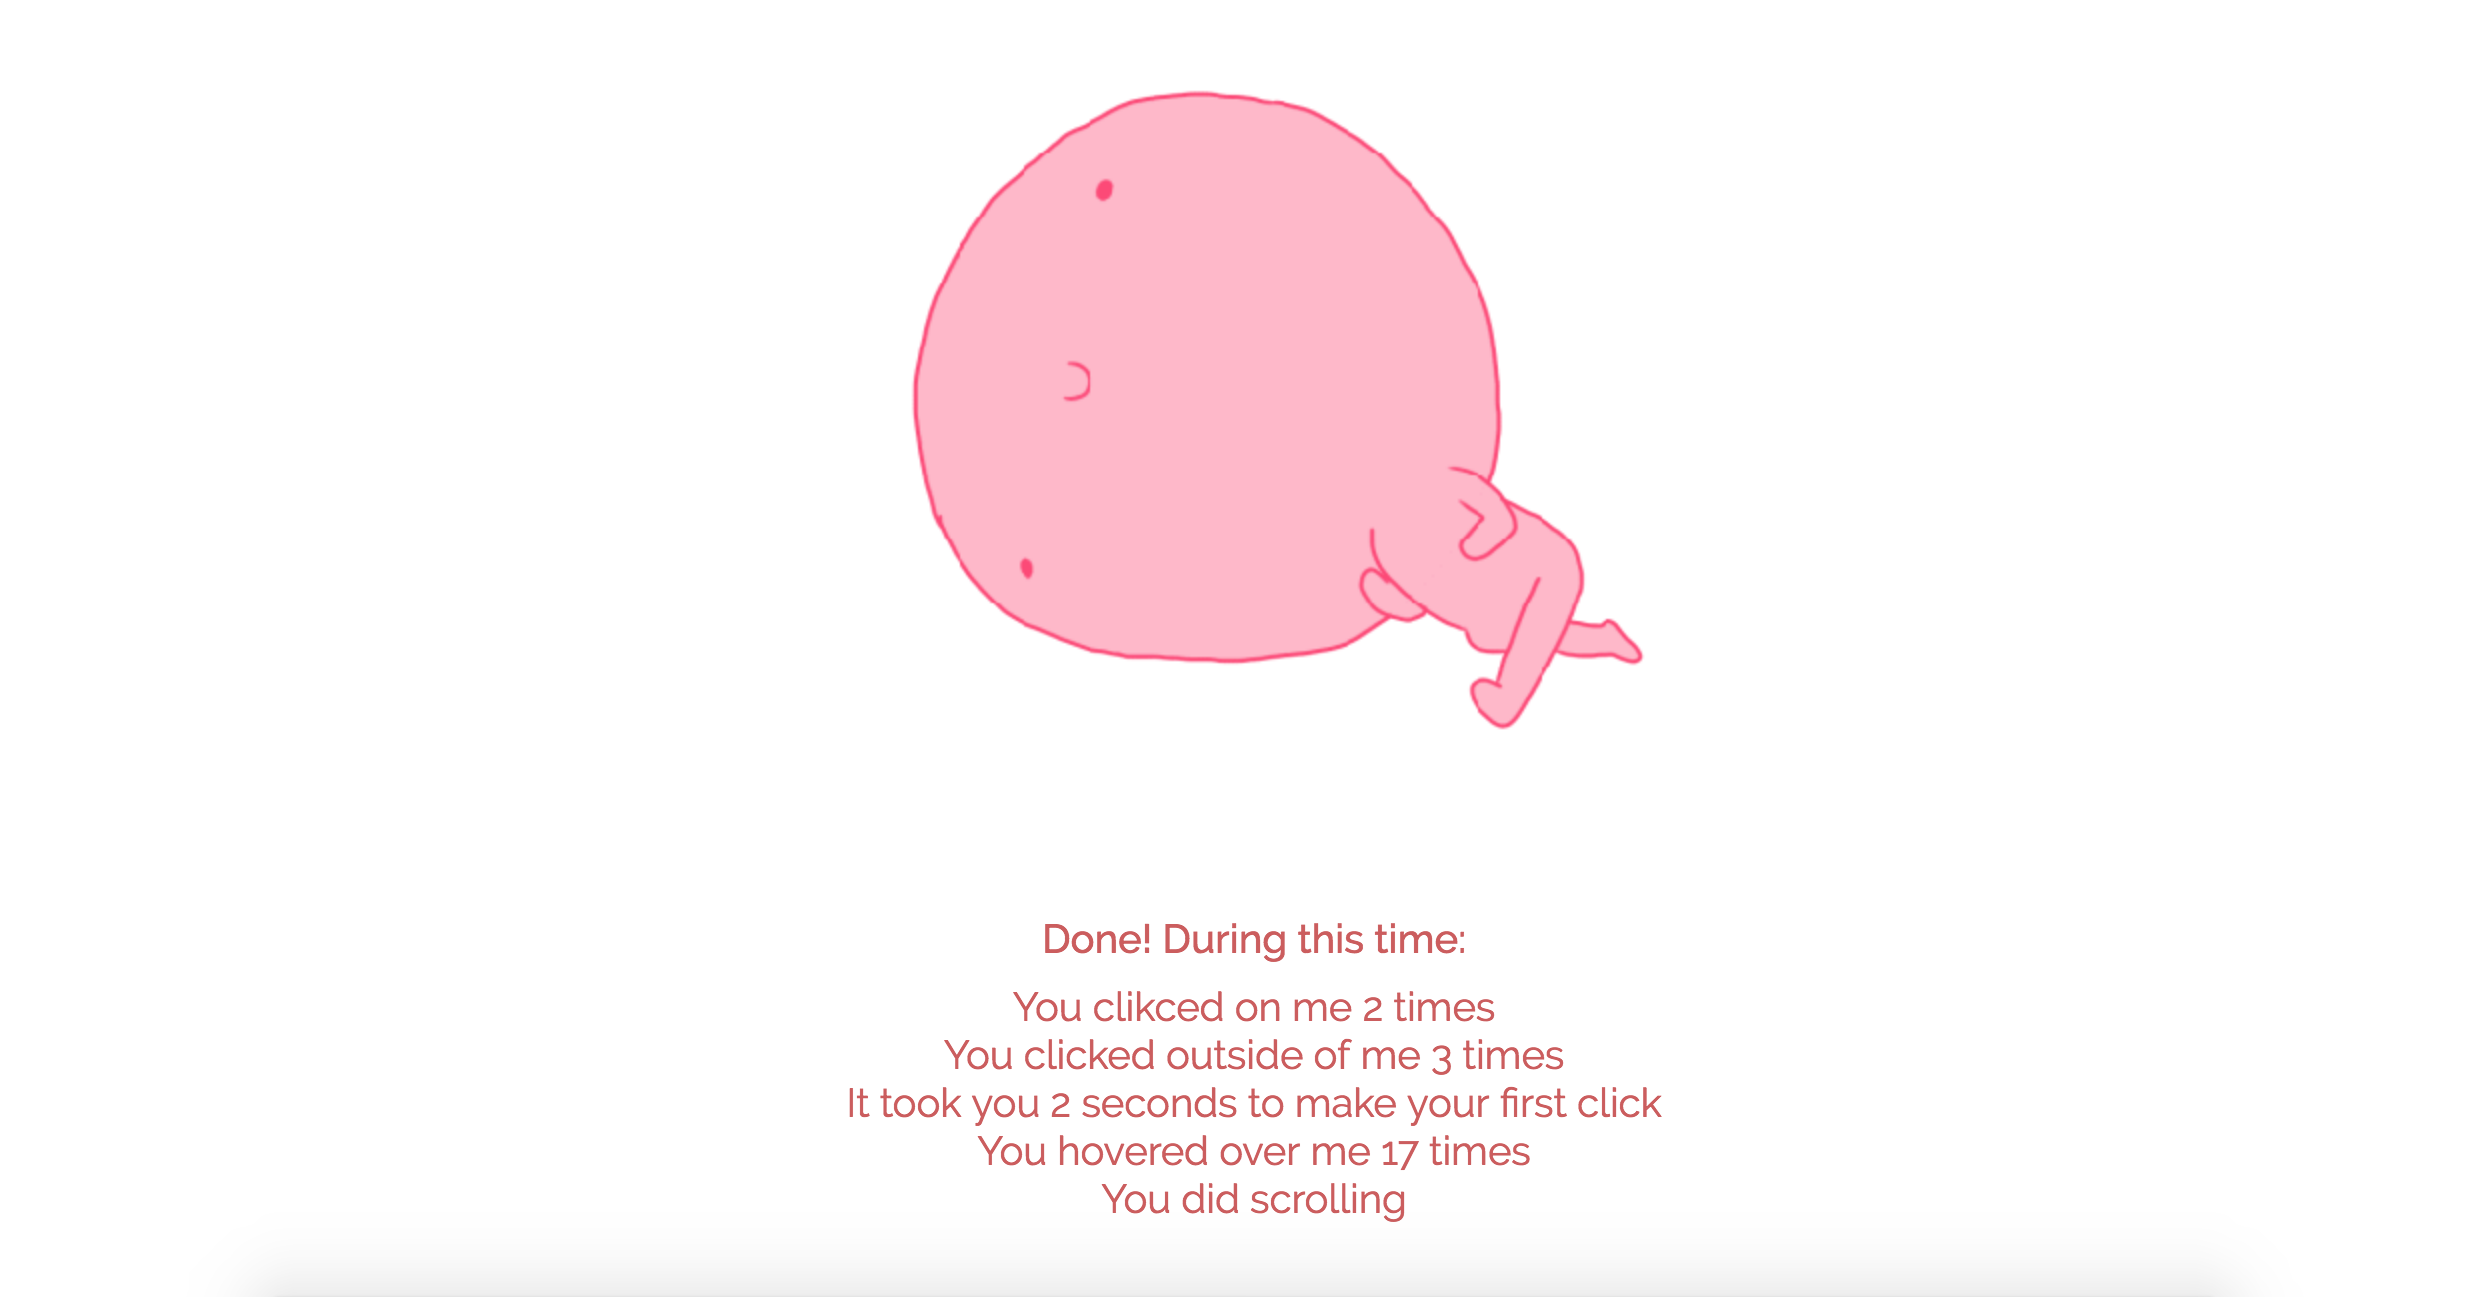 Done! During this time:
You clikced on me 2 times
You clicked outside of me 3 times
It took you 2 seconds to make your first click
You hovered over me 17 times
You did scrolling